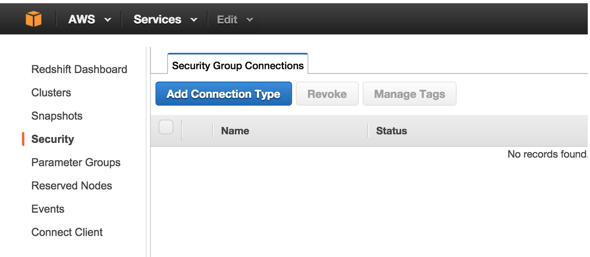 AWS Services Edit
Security Group Connections
Redshift Dashboard
Clusters
Snapshots
Security
Parameter Groups
Reserved Nodes
Events
Connect Client
Add Connection Type Revoke Manage Tags
Name Status
No records found.